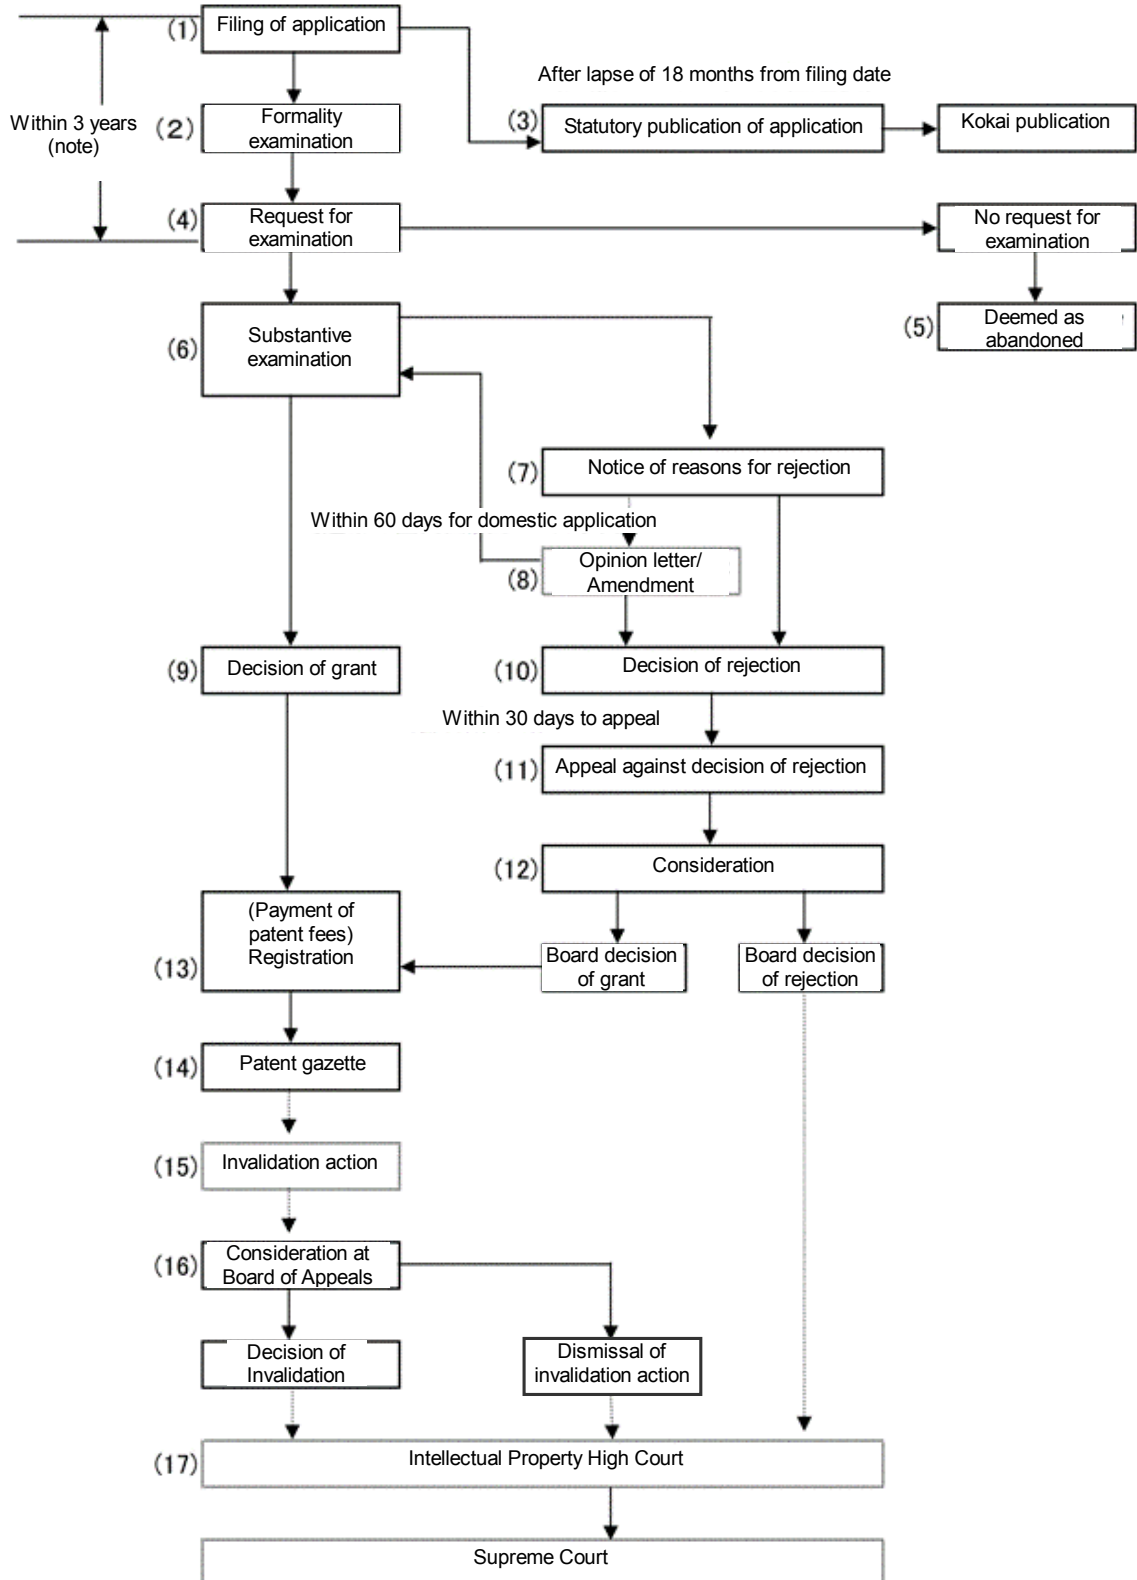 (1)
Filing of application
After lapse of 18 months from filing date
Within 3 years
(note)
(2)
Formality
examination
(3)
Statutory publication of application
Kokai publication
(4)
Request for
examination
No request for
examination
(5)
Deemed as
abandoned
(6)
Substantive
examination
(7)
Notice of reasons for rejection
Within 60 days for domestic application
(8)
Opinion letter/
Amendment
(9)
Decision of grant
(10)
Decision of rejection
Within 30 days to appeal
(11)
Appeal against decision of rejection
(12)
Consideration
(13)
(Payment of
patent fees)
Registration
Board decision
of grant
Board decision
of rejection
(14)
Patent gazette
(15)
Invalidation action
(16)
Consideration at
Board of Appeals
Decision of
Invalidation
Dismissal of
invalidation action
(17)
Intellectual Property High Court
Supreme Court